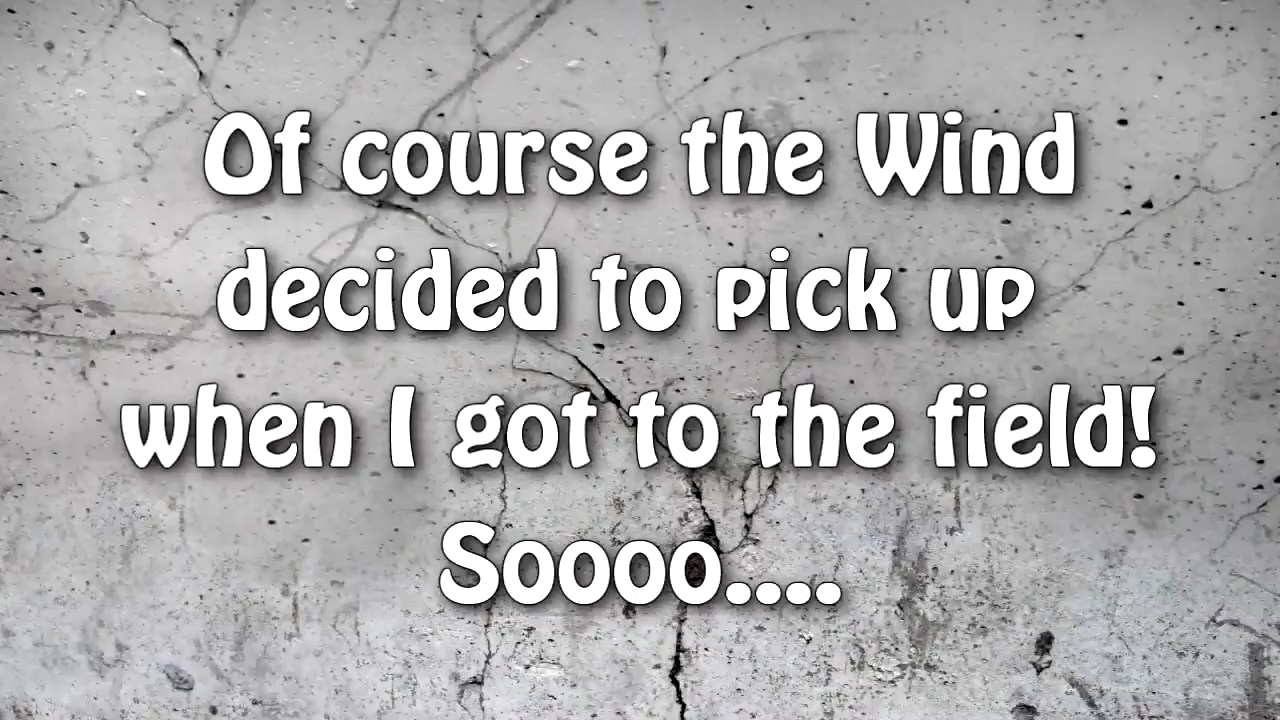 Of course the Wind
decided to pick up
when I got to the field!
Soooo....